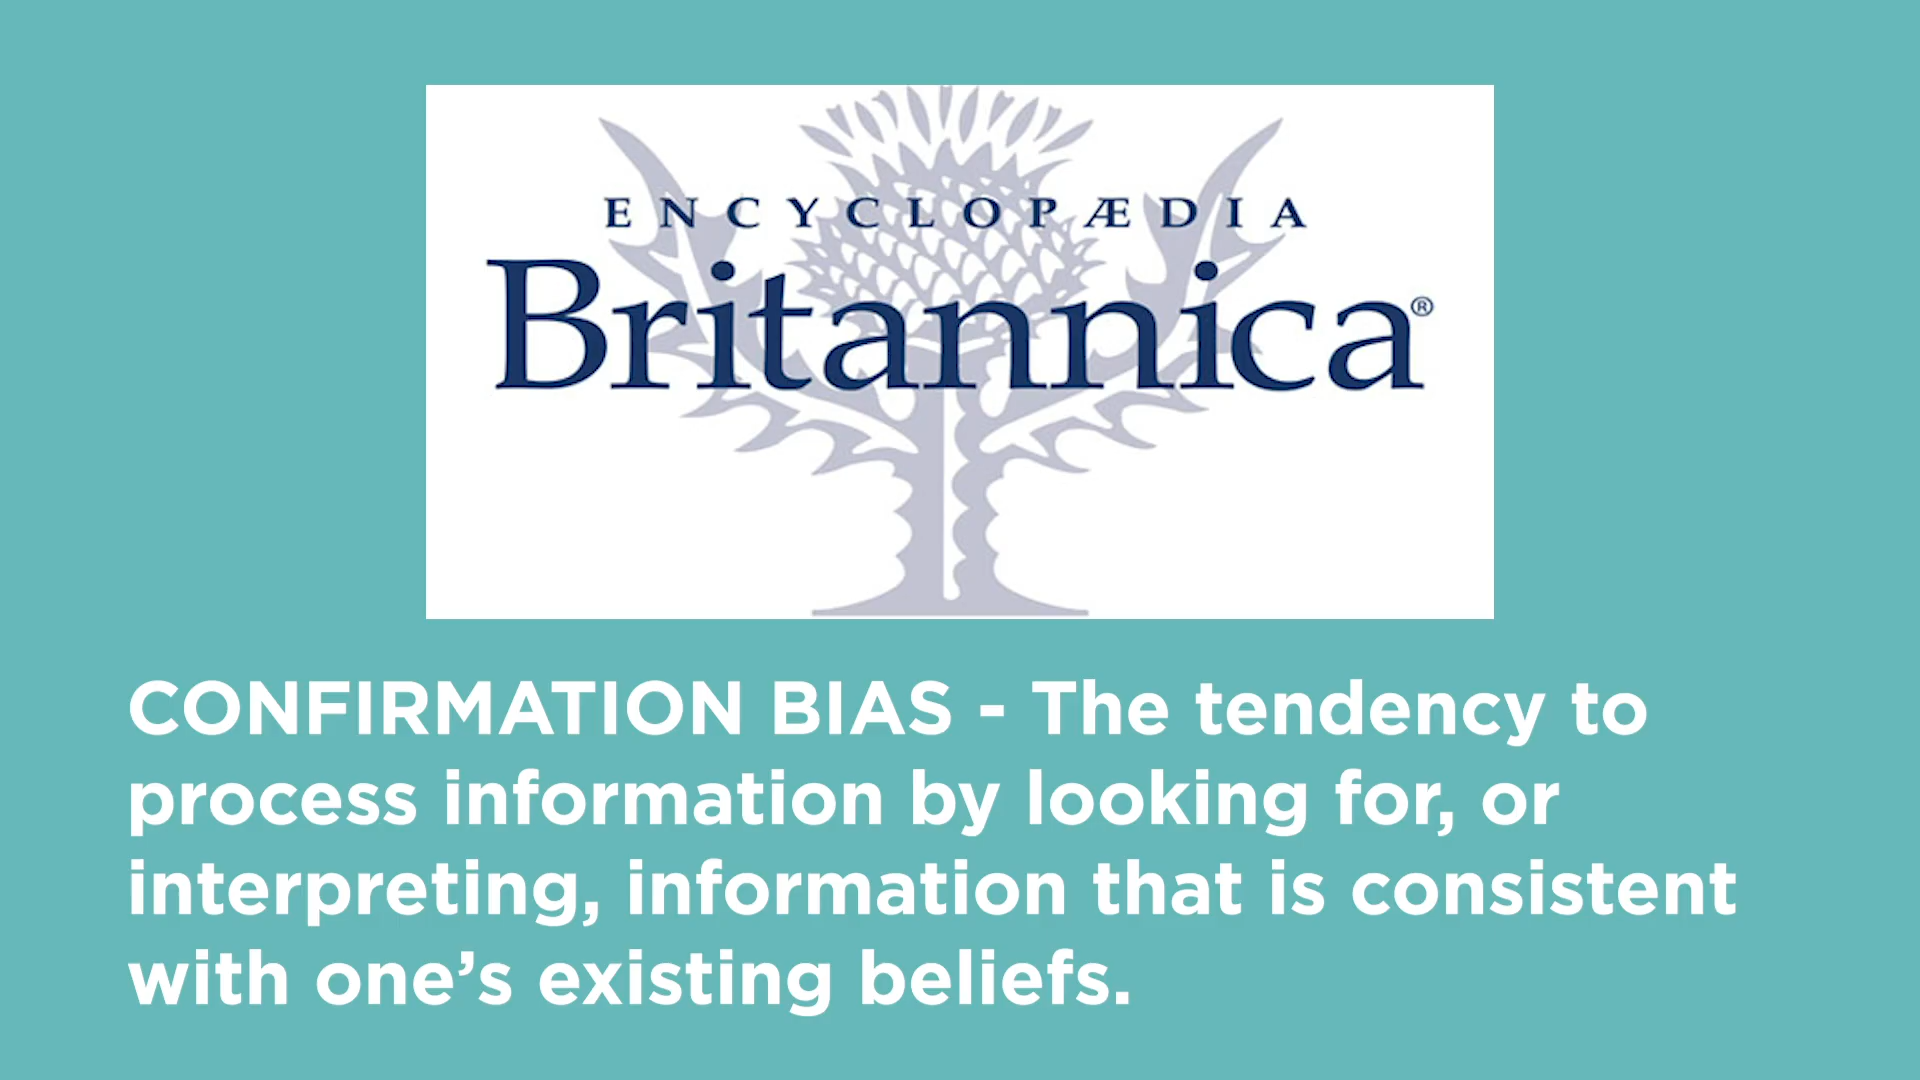 ENCYCLOPÆDIA
Britannica®
CONFIRMATION BIAS - The tendency to
process information by looking for, or
interpreting, information that is consistent
with one’s existing beliefs.